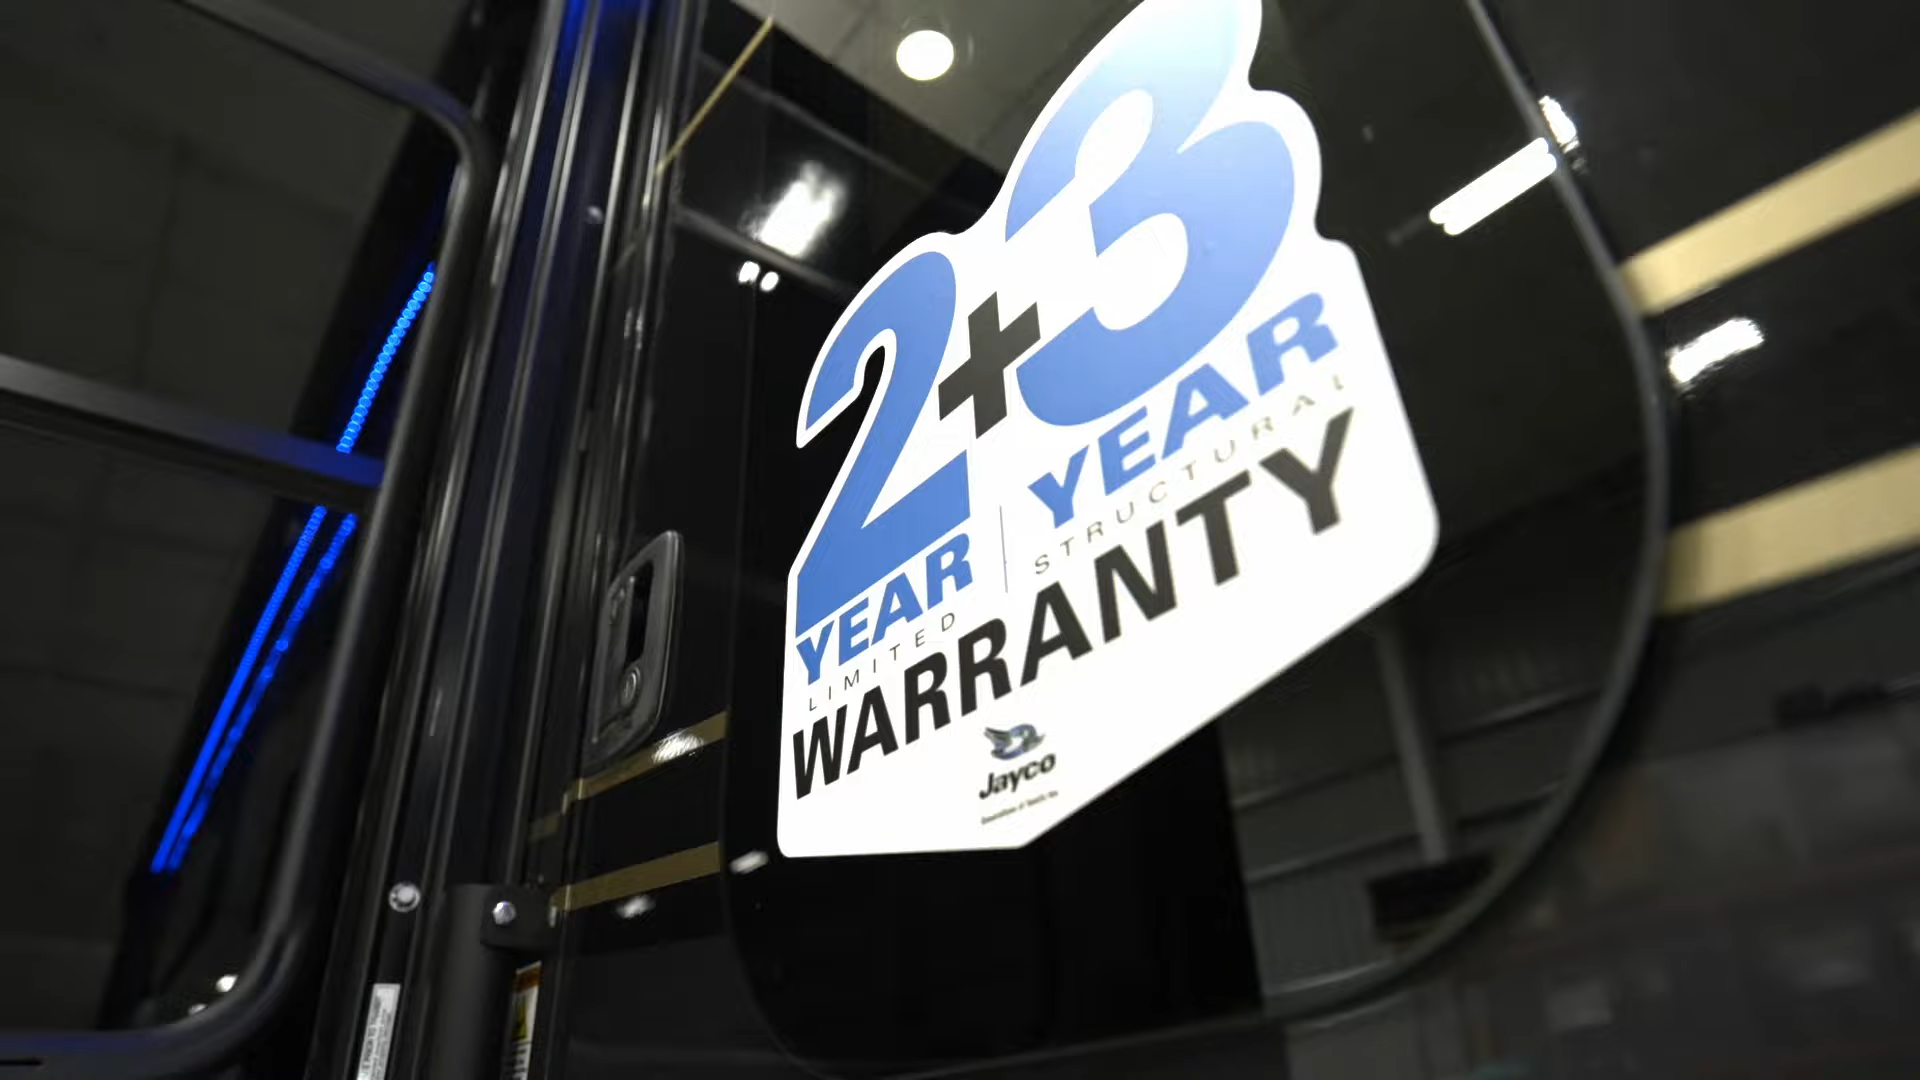 2+3
YEAR YEAR
LIMITED STRUCTURAL
WARRANTY
Jayco